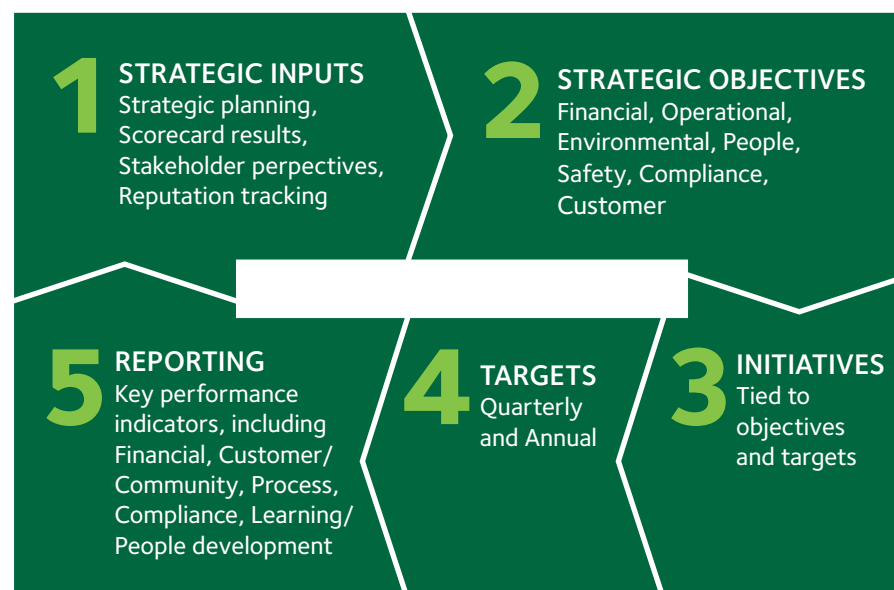 1
STRATEGIC INPUTS
Strategic planning,
Scorecard results,
Stakeholder perpectives,
Reputation tracking
2
STRATEGIC OBJECTIVES
Financial, Operational,
Environmental, People,
Safety, Compliance,
Customer
3
INITIATIVES
Tied to
objectives
and targets
4
TARGETS
Quarterly
and Annual
5
REPORTING
Key performance
indicators, including
Financial, Customer/
Community, Process,
Compliance, Learning/
People development